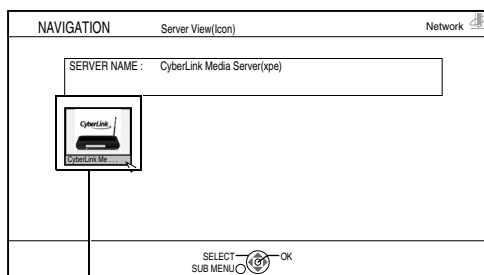 NAVIGATION Server View(Icon) Network
SERVER NAME : CyberLink Media Server(xpe)
CyberLink
CyberLink Me . . .
SELECT OK
SUB MENU